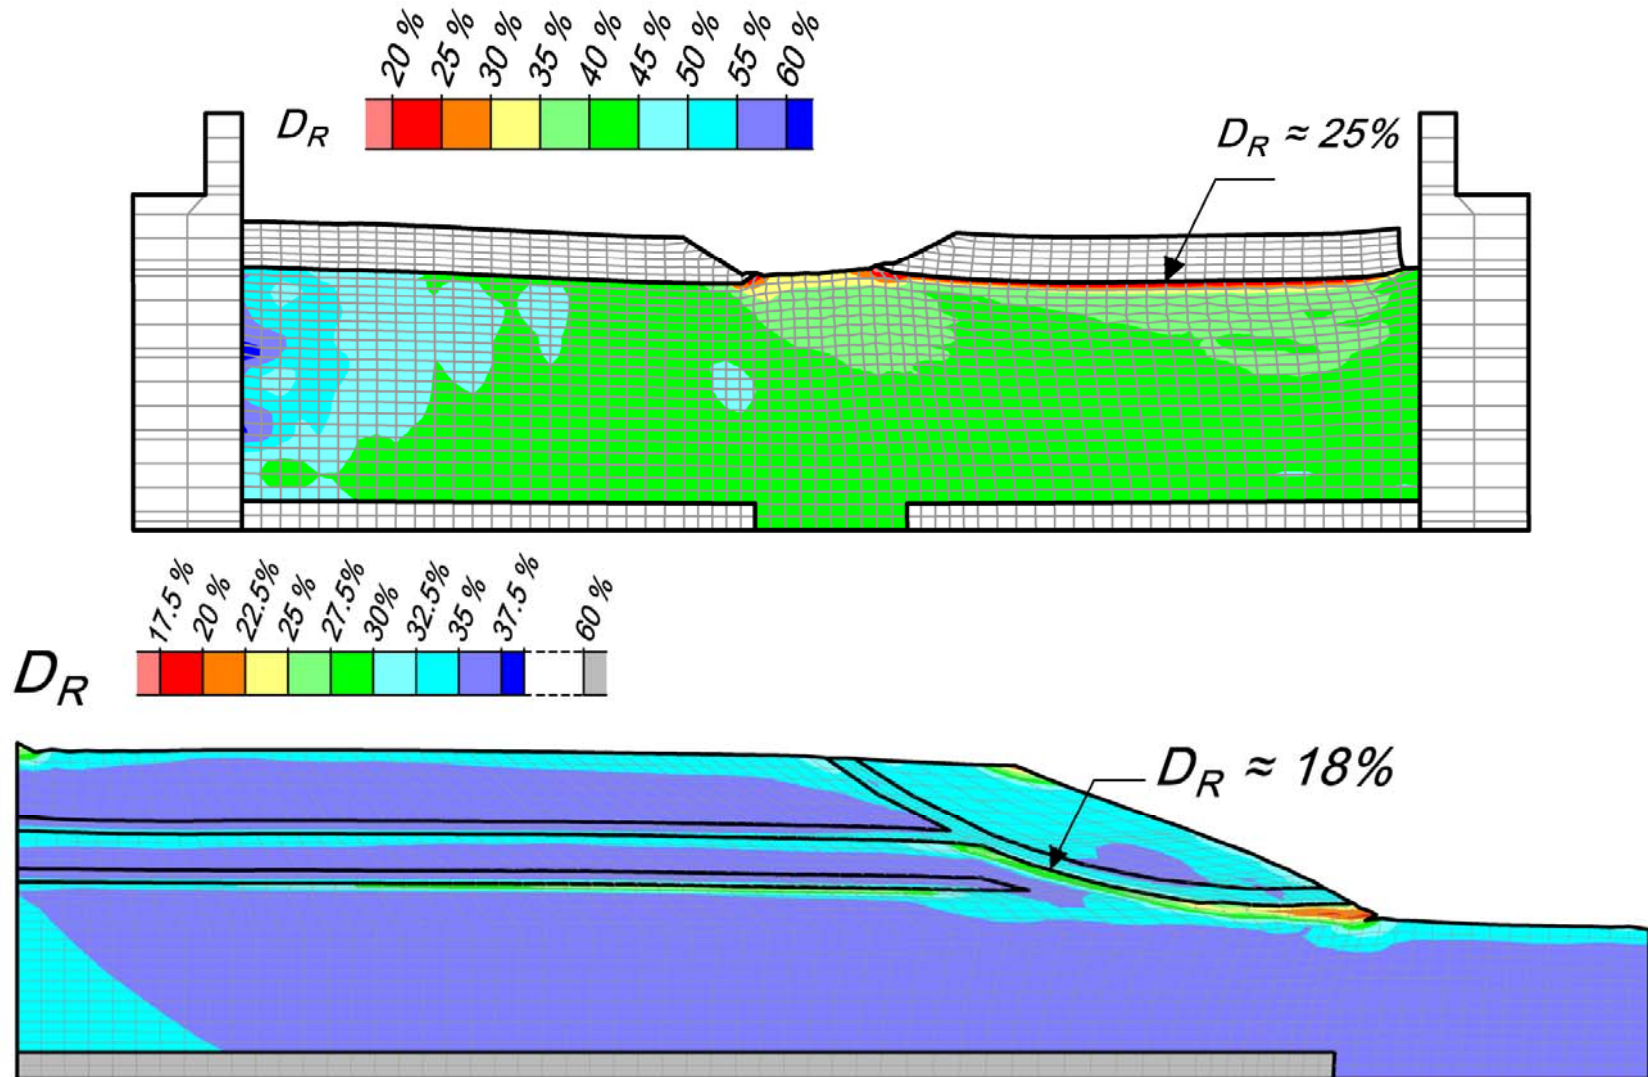 20 % 25 % 30 % 35 % 40 % 45 % 50 % 55 % 60 %
D_R
D_R ≈ 25%
17.5 % 20 % 22.5% 25 % 27.5% 30% 32.5% 35 % 37.5 % 60 %
D_R
D_R ≈ 18%